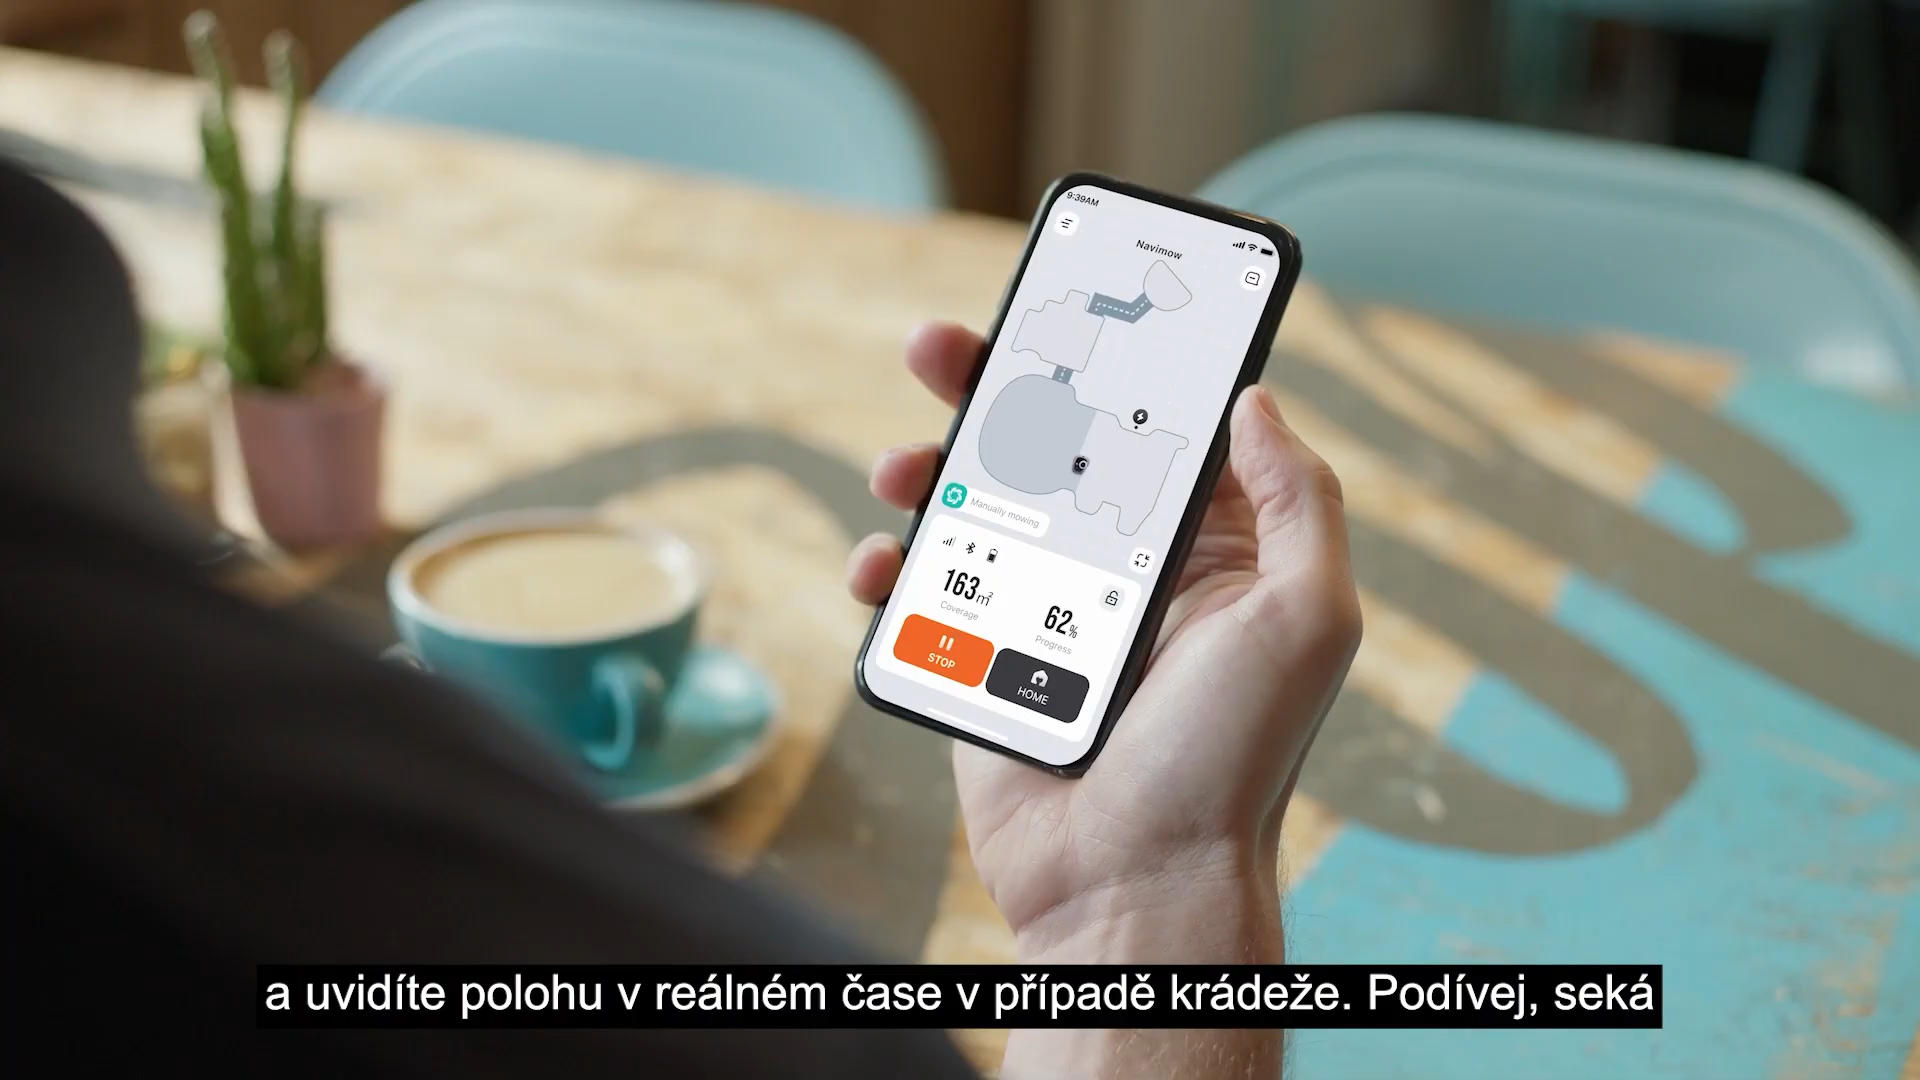 9:39AM
Navimow
Manually mowing
163m²
Coverage
62%
Progress
STOP
HOME
a uvidíte polohu v reálném čase v případě krádeže. Podívej, seká